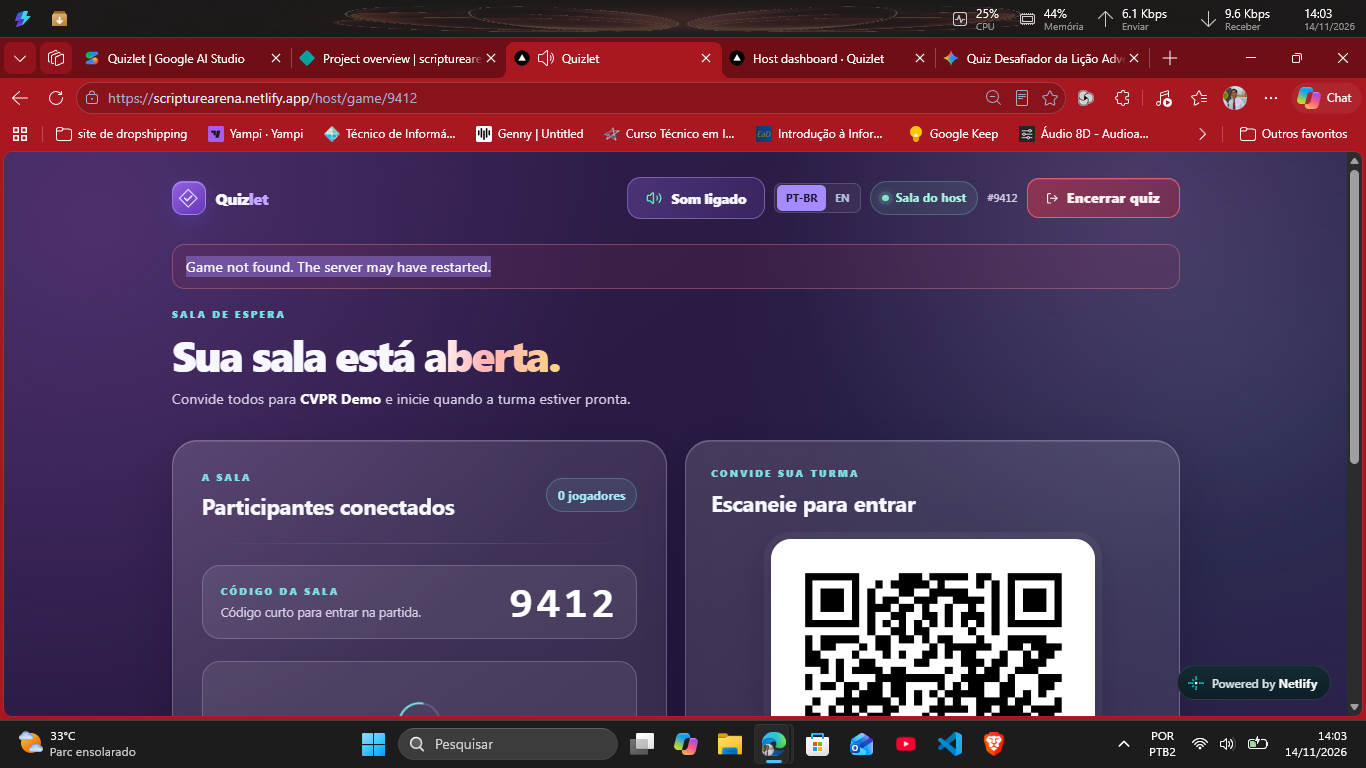 25%
CPU
44%
Memória
6.1 Kbps
Enviar
9.6 Kbps
Receber
14:03
14/11/2026
Quizlet | Google AI Studio
Project overview | scriptureare
Quizlet
Host dashboard · Quizlet
Quiz Desafiador da Lição Adv
https://scripturearena.netlify.app/host/game/9412
Chat
site de dropshipping
Yampi · Yampi
Técnico de Informá...
Genny | Untitled
Curso Técnico em I...
EaD
Introdução à Infor...
Google Keep
Áudio 8D - Audioa...
Outros favoritos
Quizlet
Som ligado
PT-BR
EN
Sala do host
#9412
Encerrar quiz
Game not found. The server may have restarted.
SALA DE ESPERA
Sua sala está aberta.
Convide todos para CVPR Demo e inicie quando a turma estiver pronta.
A SALA
Participantes conectados
0 jogadores
CÓDIGO DA SALA
Código curto para entrar na partida.
9412
CONVIDE SUA TURMA
Escaneie para entrar
Powered by Netlify
33°C
Parc ensolarado
Pesquisar
POR
PTB2
14:03
14/11/2026